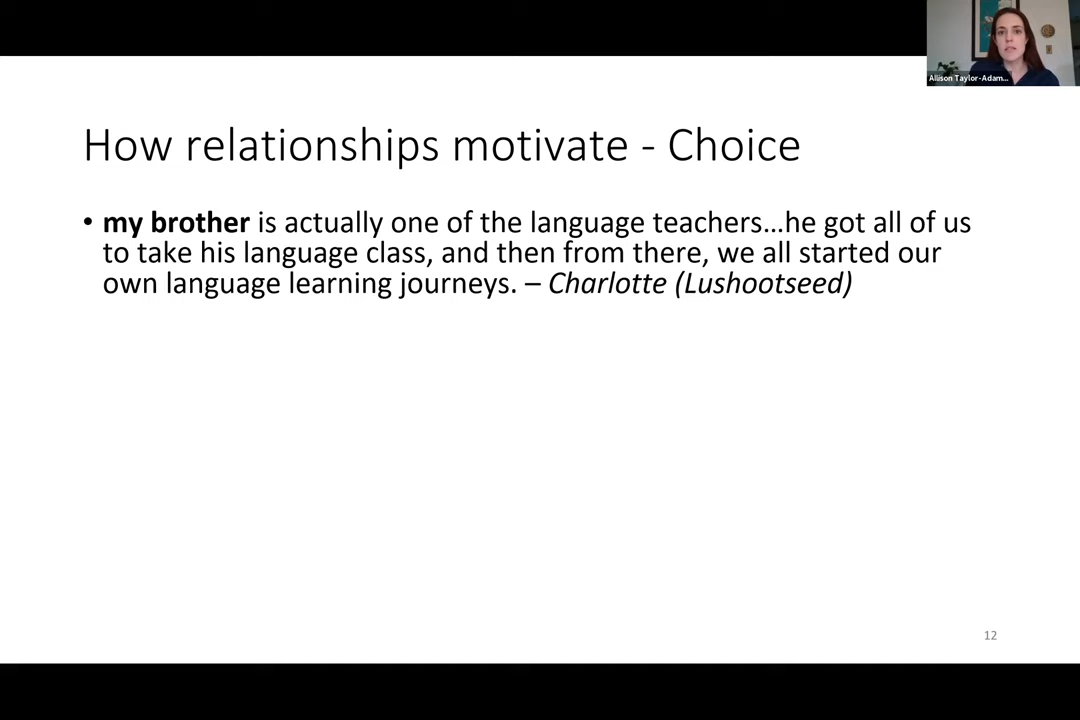 Allison Taylor-Adam...
How relationships motivate - Choice
• my brother is actually one of the language teachers…he got all of us
to take his language class, and then from there, we all started our
own language learning journeys. – Charlotte (Lushootseed)
12